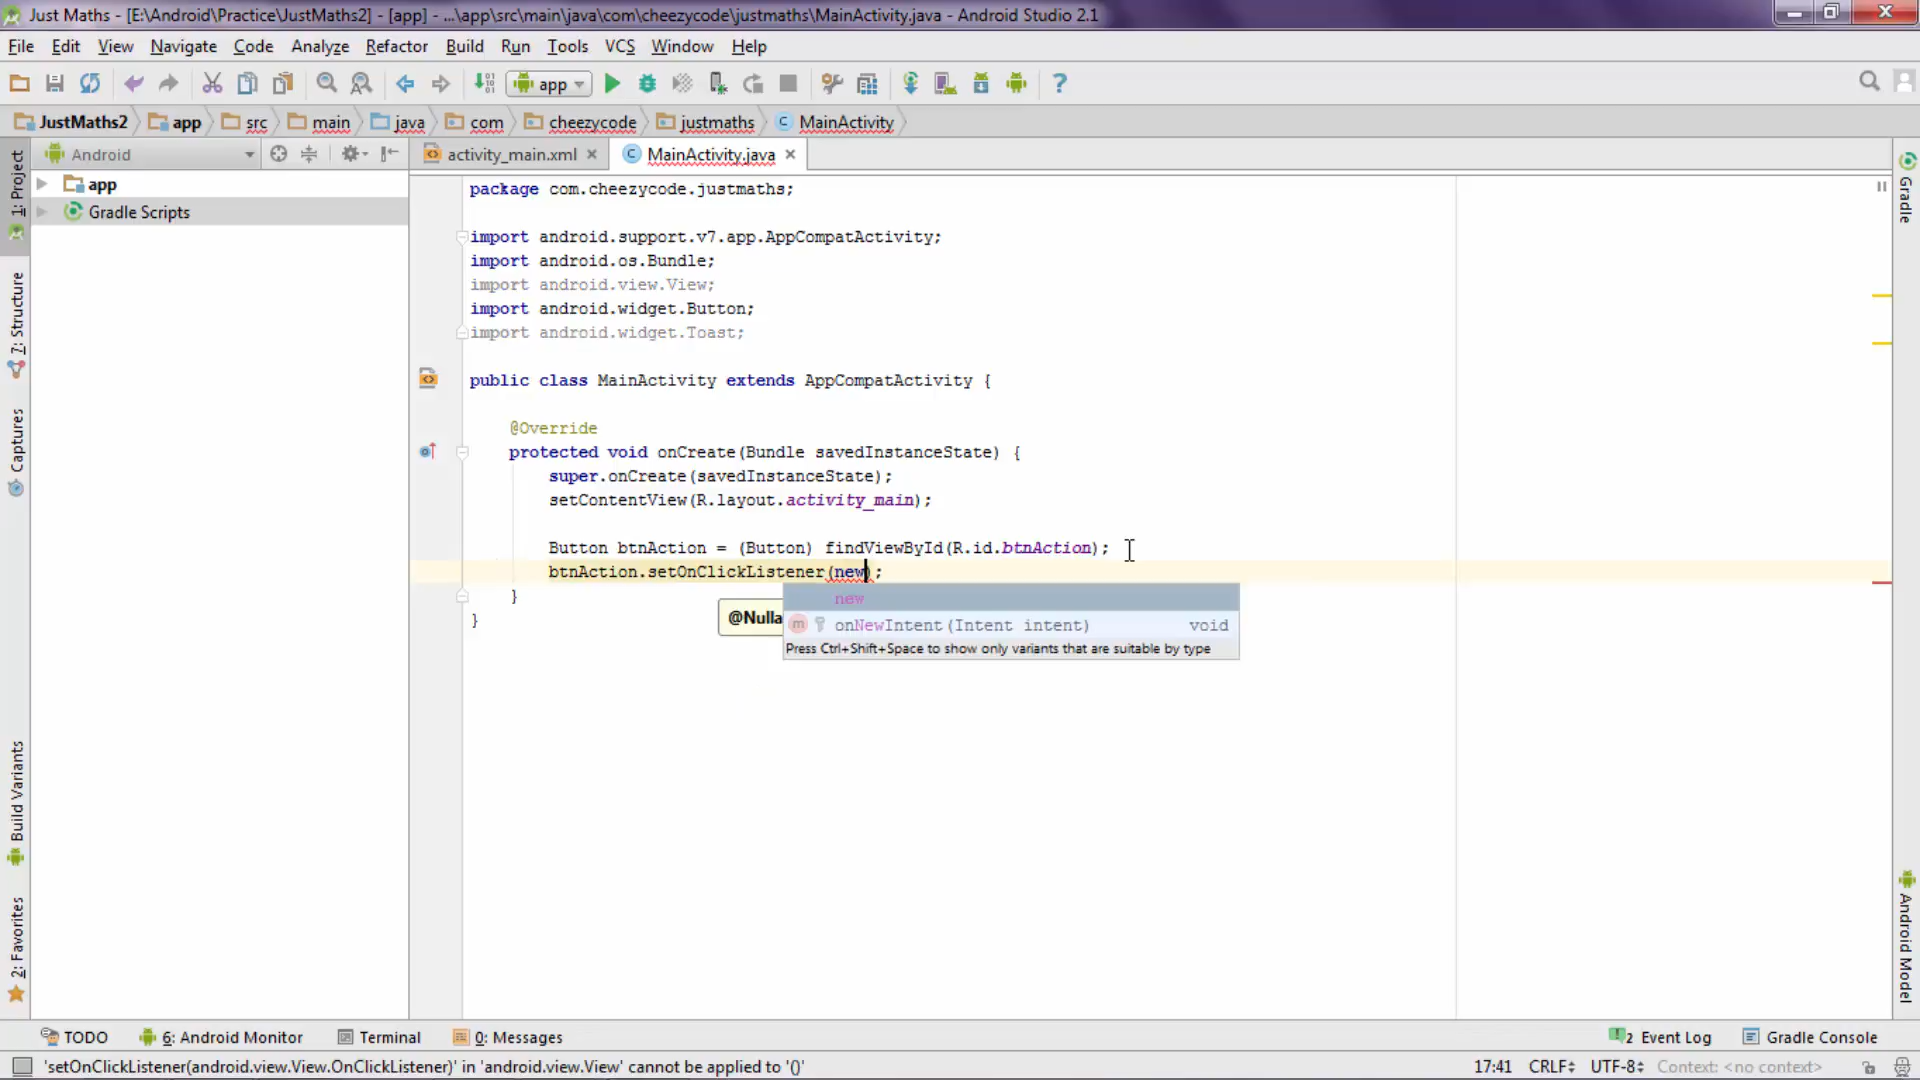 Just Maths - [E:\Android\Practice\JustMaths2] - [app] - ...\app\src\main\java\com\cheezycode\justmaths\MainActivity.java - Android Studio 2.1
File Edit View Navigate Code Analyze Refactor Build Run Tools VCS Window Help
app
JustMaths2 app src main java com cheezycode justmaths MainActivity
Android
activity_main.xml MainActivity.java
app
Gradle Scripts
1: Project
7: Structure
Captures
Build Variants
2: Favorites
package com.cheezycode.justmaths;
import android.support.v7.app.AppCompatActivity;
import android.os.Bundle;
import android.view.View;
import android.widget.Button;
import android.widget.Toast;
public class MainActivity extends AppCompatActivity {
@Override
protected void onCreate(Bundle savedInstanceState) {
super.onCreate(savedInstanceState);
setContentView(R.layout.activity_main);
Button btnAction = (Button) findViewById(R.id.btnAction);
btnAction.setOnClickListener(new);
}
}
@Nulla
new
m onNewIntent(Intent intent) void
Press Ctrl+Shift+Space to show only variants that are suitable by type
Gradle
Android Model
TODO 6: Android Monitor Terminal 0: Messages 2 Event Log Gradle Console
'setOnClickListener(android.view.View.OnClickListener)' in 'android.view.View' cannot be applied to '()' 17:41 CRLF UTF-8 Context: <no context>